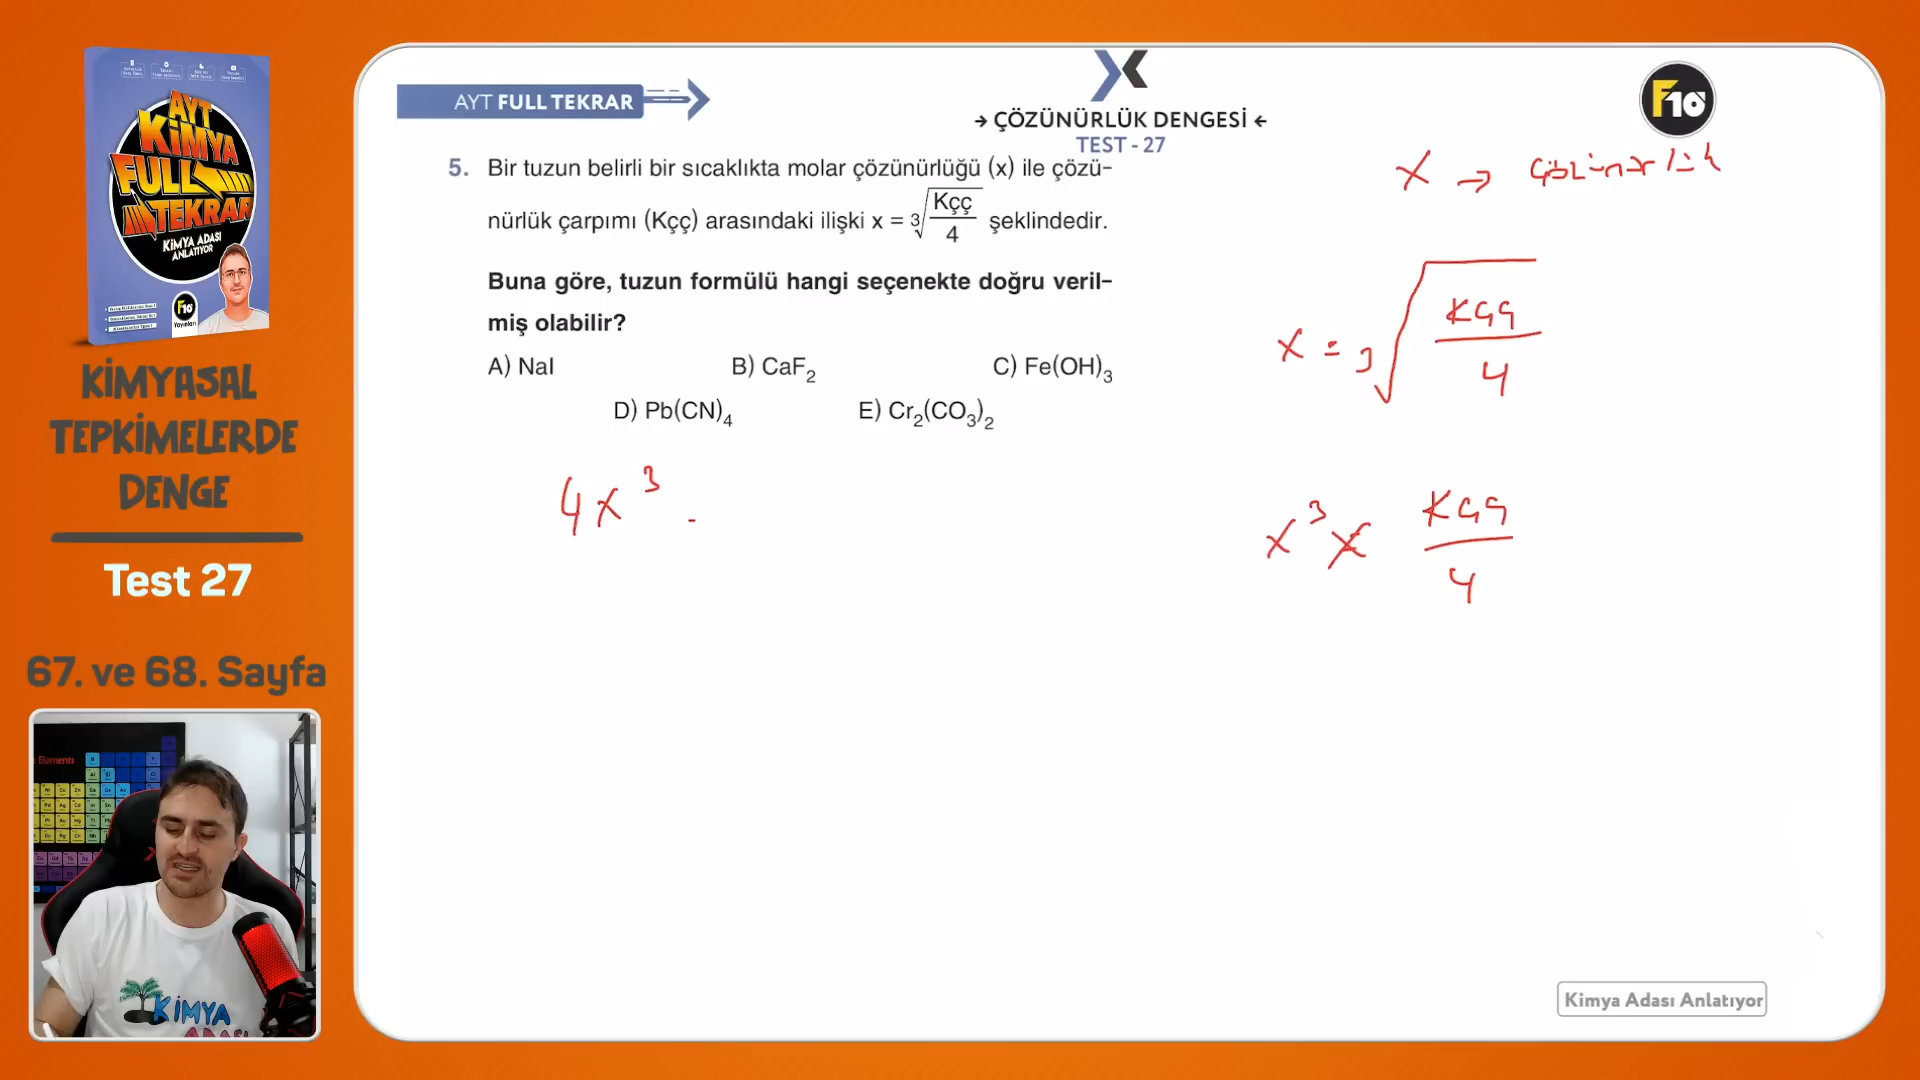 AYT
KİMYA
FULL
TEKRAR
KİMYA ADASI
ANLATIYOR
F10
Yayınları
KİMYASAL
TEPKİMELERDE
DENGE
Test 27
67. ve 68. Sayfa
Elements
KİMYA
ADASI
AYT FULL TEKRAR
→ ÇÖZÜNÜRLÜK DENGESİ ←
TEST - 27
F10
5. Bir tuzun belirli bir sıcaklıkta molar çözünürlüğü (x) ile çözü-
nürlük çarpımı (Kçç) arasındaki ilişki x = ∛(Kçç/4) şeklindedir.
Buna göre, tuzun formülü hangi seçenekte doğru veril-
miş olabilir?
A) NaI B) CaF₂ C) Fe(OH)₃
D) Pb(CN)₄ E) Cr₂(CO₃)₂
4x³ -
x → çözünürlük
x = ∛(Kçç/4)
x³ = Kçç/4
Kimya Adası Anlatıyor